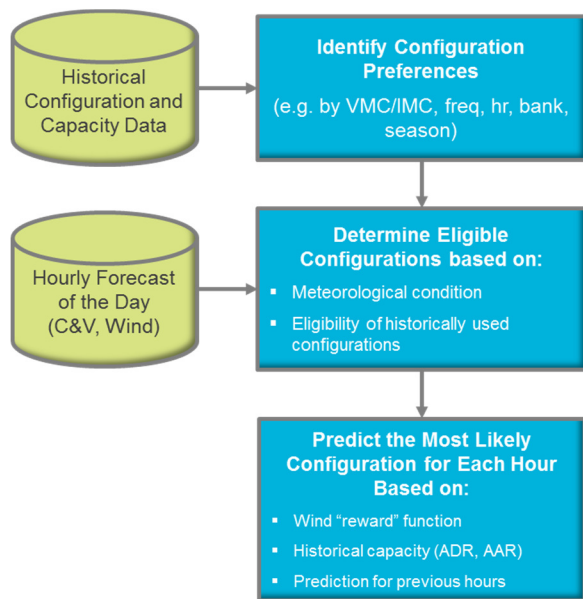 Historical
Configuration and
Capacity Data
Identify Configuration
Preferences
(e.g. by VMC/IMC, freq, hr, bank,
season)
Hourly Forecast
of the Day
(C&V, Wind)
Determine Eligible
Configurations based on:
▪ Meteorological condition
▪ Eligibility of historically used
configurations
Predict the Most Likely
Configuration for Each Hour
Based on:
▪ Wind “reward” function
▪ Historical capacity (ADR, AAR)
▪ Prediction for previous hours